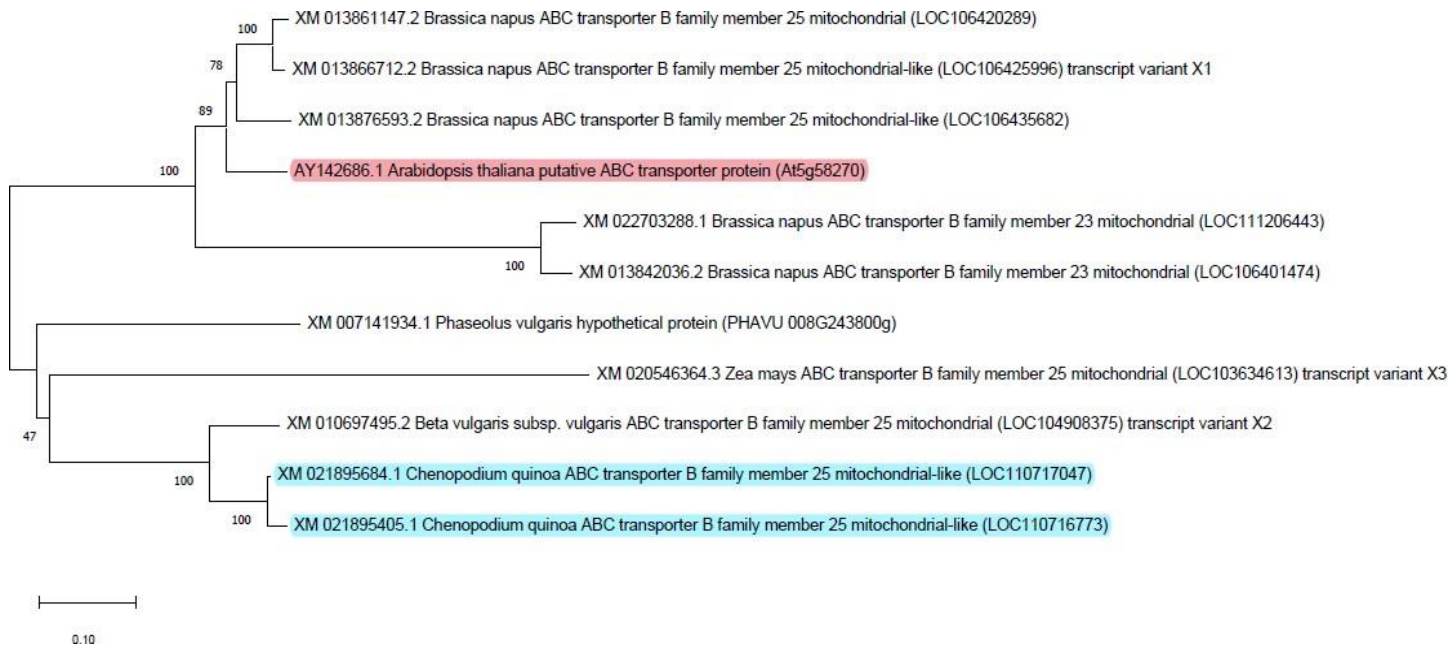 XM 013861147.2 Brassica napus ABC transporter B family member 25 mitochondrial (LOC106420289)
100
78
XM 013866712.2 Brassica napus ABC transporter B family member 25 mitochondrial-like (LOC106425996) transcript variant X1
89
XM 013876593.2 Brassica napus ABC transporter B family member 25 mitochondrial-like (LOC106435682)
100
AY142686.1 Arabidopsis thaliana putative ABC transporter protein (At5g58270)
XM 022703288.1 Brassica napus ABC transporter B family member 23 mitochondrial (LOC111206443)
100
XM 013842036.2 Brassica napus ABC transporter B family member 23 mitochondrial (LOC106401474)
XM 007141934.1 Phaseolus vulgaris hypothetical protein (PHAVU 008G243800g)
XM 020546364.3 Zea mays ABC transporter B family member 25 mitochondrial (LOC103634613) transcript variant X3
47
XM 010697495.2 Beta vulgaris subsp. vulgaris ABC transporter B family member 25 mitochondrial (LOC104908375) transcript variant X2
100
XM 021895684.1 Chenopodium quinoa ABC transporter B family member 25 mitochondrial-like (LOC110717047)
100
XM 021895405.1 Chenopodium quinoa ABC transporter B family member 25 mitochondrial-like (LOC110716773)
0.10